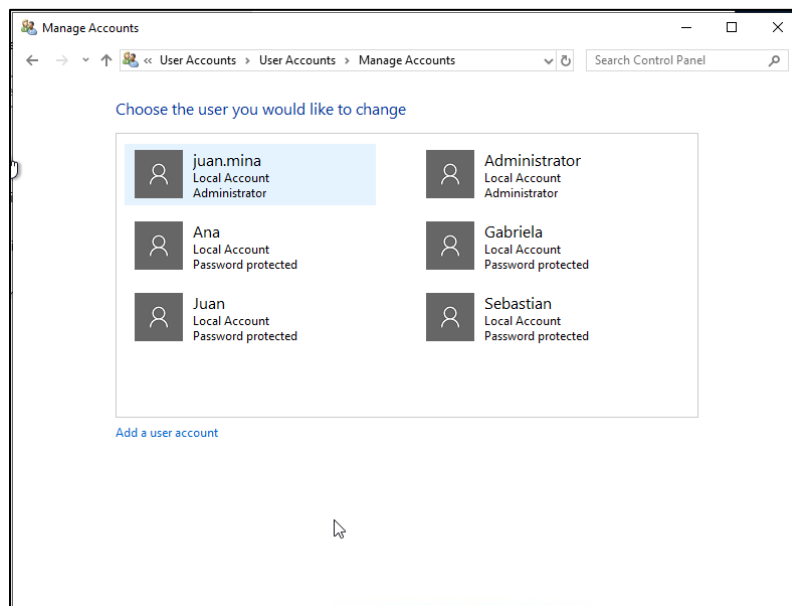 Manage Accounts
« User Accounts > User Accounts > Manage Accounts
Search Control Panel
Choose the user you would like to change
juan.mina
Local Account
Administrator
Administrator
Local Account
Administrator
Ana
Local Account
Password protected
Gabriela
Local Account
Password protected
Juan
Local Account
Password protected
Sebastian
Local Account
Password protected
Add a user account